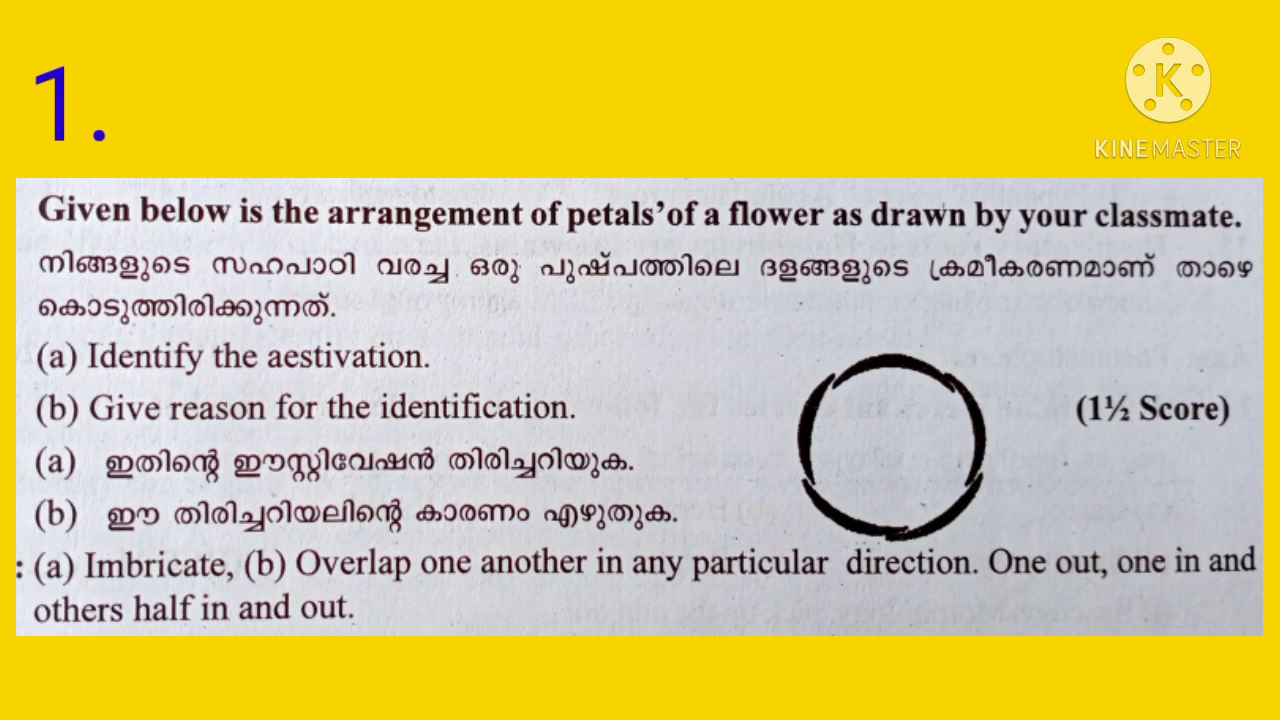 1.
K
KINEMASTER
Given below is the arrangement of petals'of a flower as drawn by your classmate.
നിങ്ങളുടെ സഹപാഠി വരച്ച ഒരു പുഷ്പത്തിലെ ദളങ്ങളുടെ ക്രമീകരണമാണ് താഴെ
കൊടുത്തിരിക്കുന്നത്.
(a) Identify the aestivation.
(b) Give reason for the identification.
(1½ Score)
(a) ഇതിന്റെ ഈസ്റ്റിവേഷൻ തിരിച്ചറിയുക.
(b) ഈ തിരിച്ചറിയലിന്റെ കാരണം എഴുതുക.
: (a) Imbricate, (b) Overlap one another in any particular direction. One out, one in and
others half in and out.